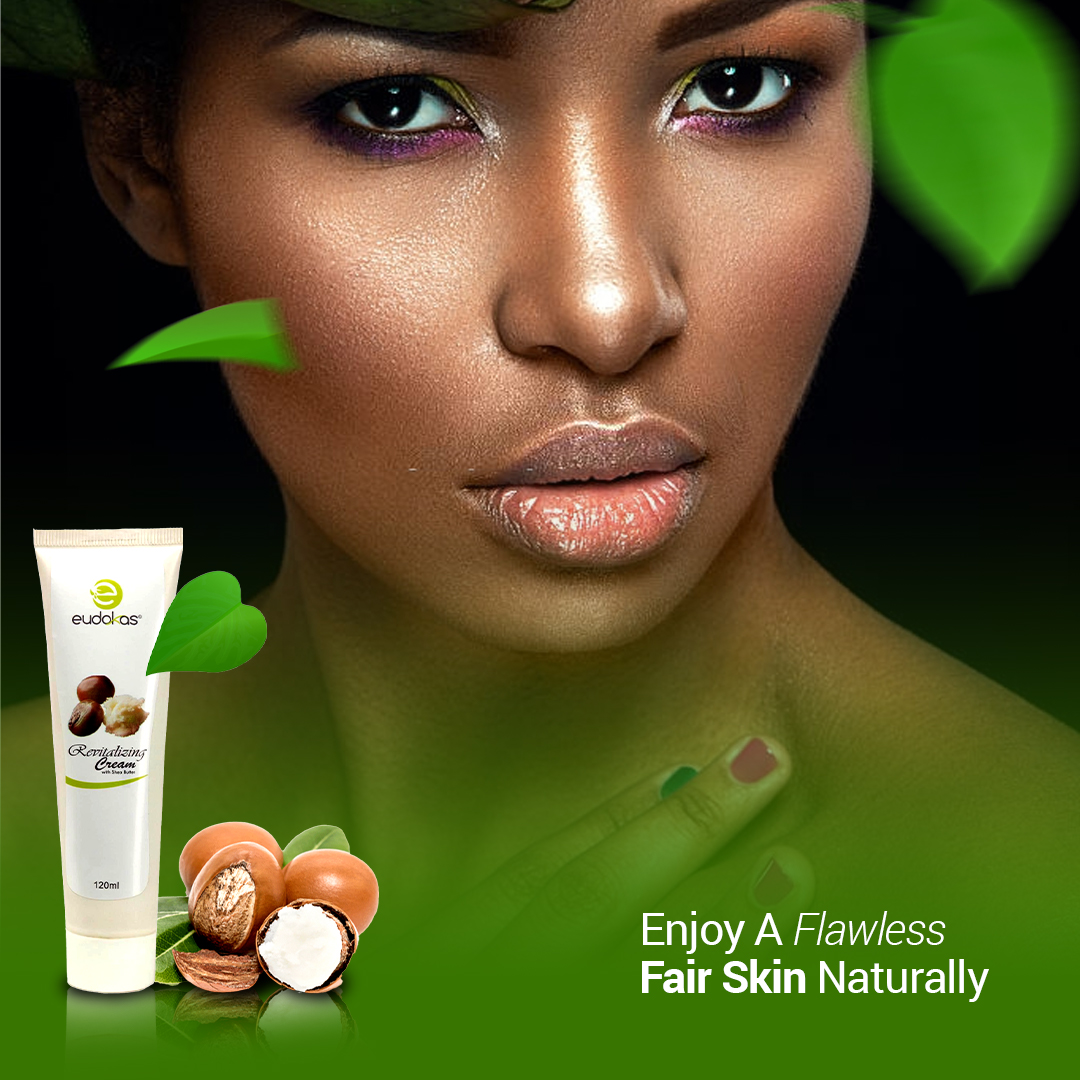 eudokas®
Revitalizing
Cream
with Shea Butter
120ml
Enjoy A Flawless
Fair Skin Naturally